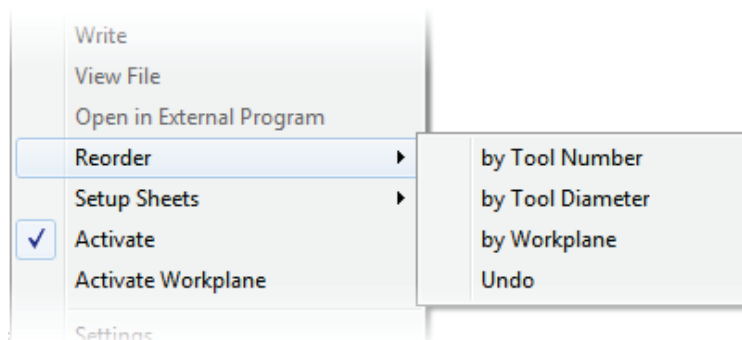 Write
View File
Open in External Program
Reorder
Setup Sheets
Activate
Activate Workplane
Settings
by Tool Number
by Tool Diameter
by Workplane
Undo